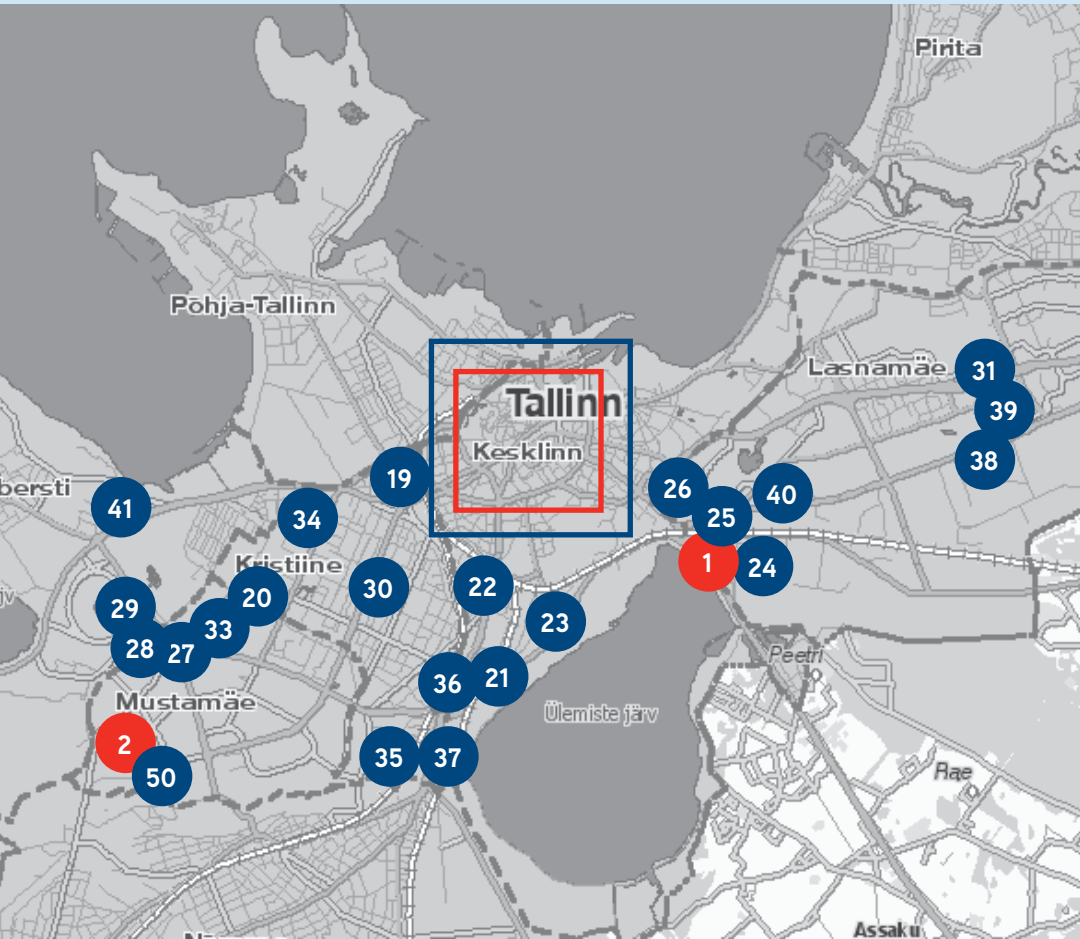 Pirita
Pohja-Tallinn
Lasnamäe
31
Tallinn
39
Kesklinn
38
19
26
40
bersti
41
34
25
Kristiine
1
24
30
22
20
29
23
33
28
27
Peetri
36
21
Mustamäe
Ülemiste järv
2
50
35
37
Rae
Assaku